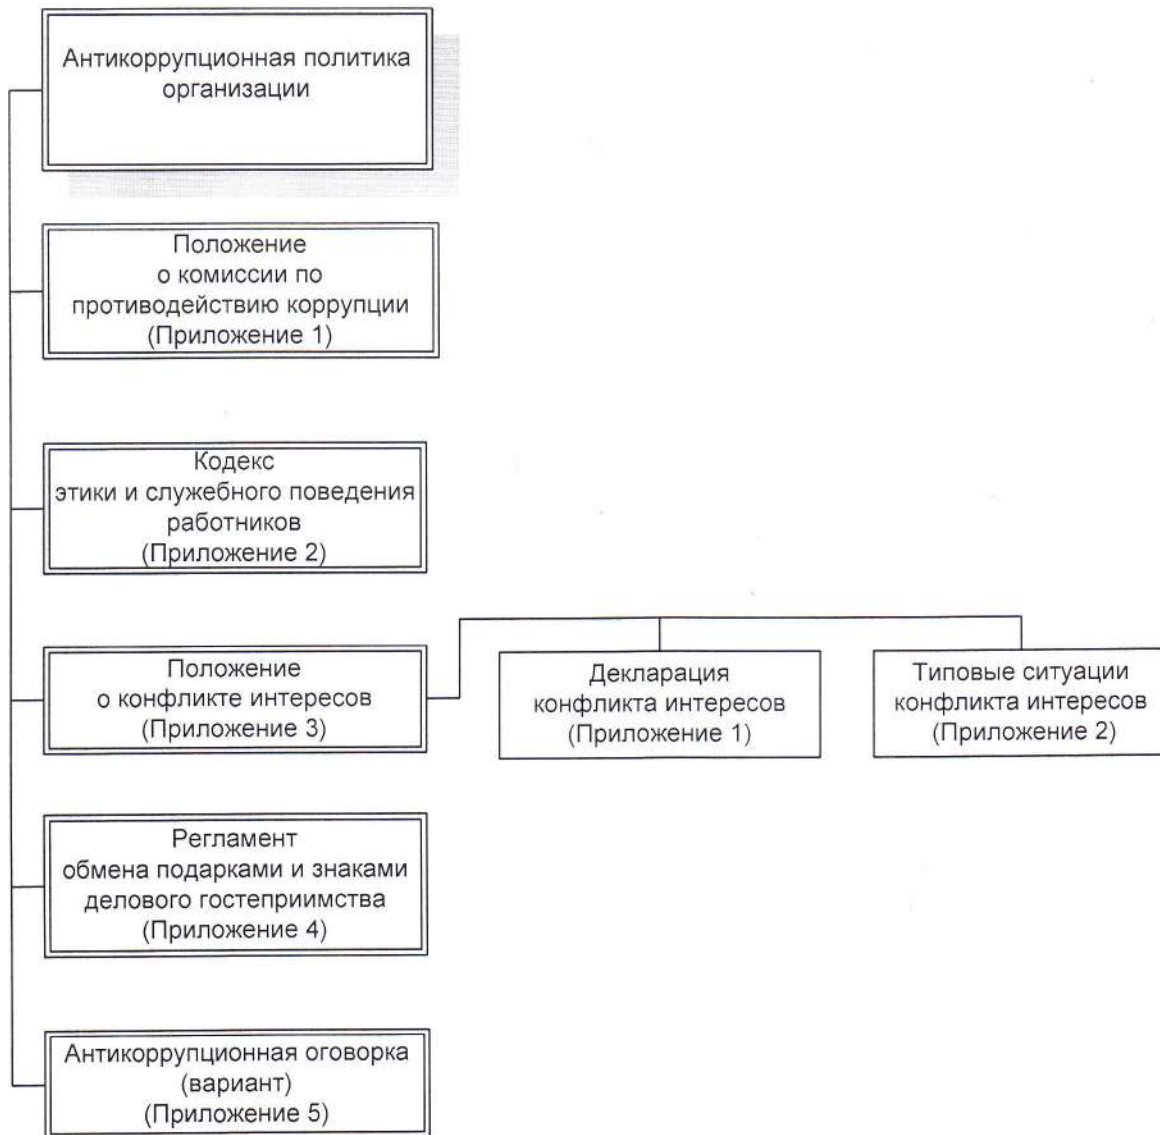 Антикоррупционная политика
организации
Положение
о комиссии по
противодействию коррупции
(Приложение 1)
Кодекс
этики и служебного поведения
работников
(Приложение 2)
Положение
о конфликте интересов
(Приложение 3)
Декларация
конфликта интересов
(Приложение 1)
Типовые ситуации
конфликта интересов
(Приложение 2)
Регламент
обмена подарками и знаками
делового гостеприимства
(Приложение 4)
Антикоррупционная оговорка
(вариант)
(Приложение 5)